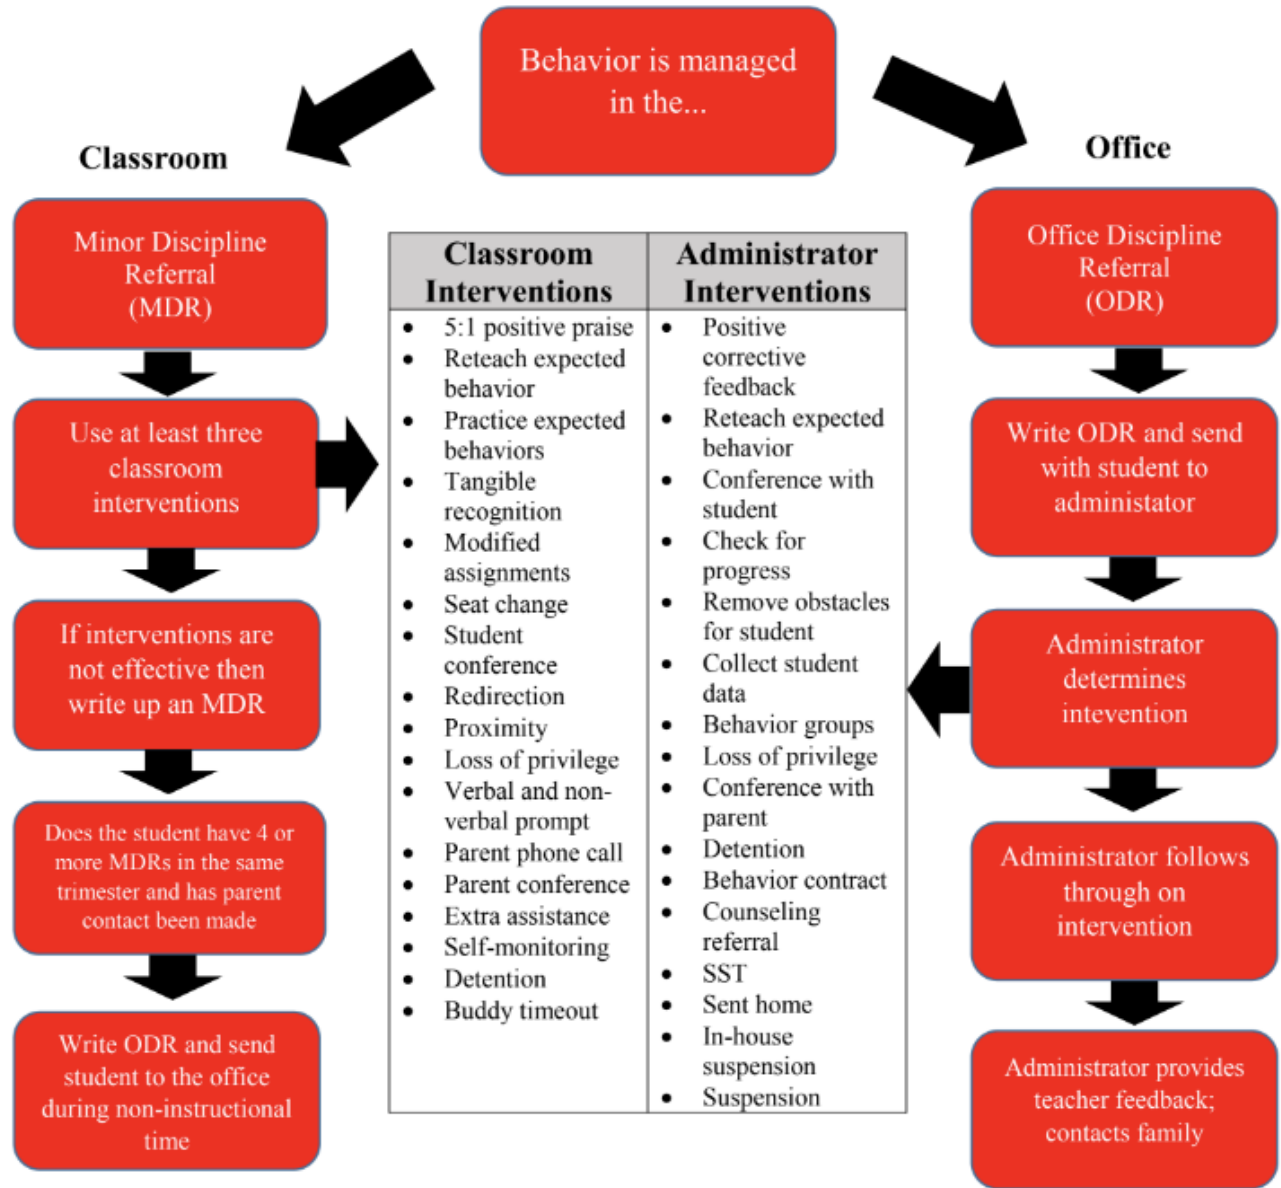 Behavior is managed
in the...
Classroom
Minor Discipline
Referral
(MDR)
Use at least three
classroom
interventions
If interventions are
not effective then
write up an MDR
Does the student have 4 or
more MDRs in the same
trimester and has parent
contact been made
Write ODR and send
student to the office
during non-instructional
time
Classroom
Interventions
• 5:1 positive praise
• Reteach expected
behavior
• Practice expected
behaviors
• Tangible
recognition
• Modified
assignments
• Seat change
• Student
conference
• Redirection
• Proximity
• Loss of privilege
• Verbal and non-
verbal prompt
• Parent phone call
• Parent conference
• Extra assistance
• Self-monitoring
• Detention
• Buddy timeout
Administrator
Interventions
• Positive
corrective
feedback
• Reteach expected
behavior
• Conference with
student
• Check for
progress
• Remove obstacles
for student
• Collect student
data
• Behavior groups
• Loss of privilege
• Conference with
parent
• Detention
• Behavior contract
• Counseling
referral
• SST
• Sent home
• In-house
suspension
• Suspension
Office
Office Discipline
Referral
(ODR)
Write ODR and send
with student to
administator
Administrator
determines
intevention
Administrator follows
through on
intervention
Administrator provides
teacher feedback;
contacts family